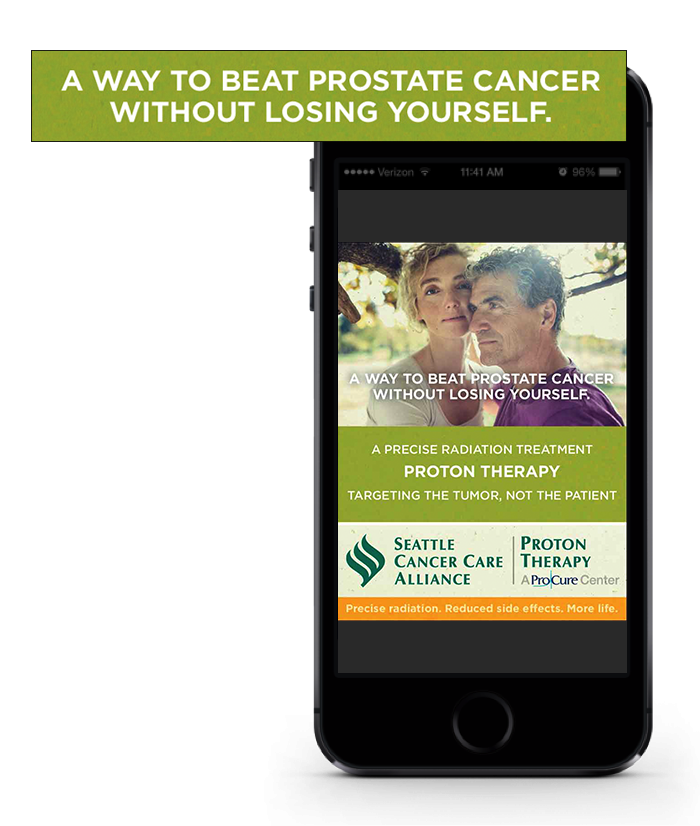 A WAY TO BEAT PROSTATE CANCER
WITHOUT LOSING YOURSELF.
Verizon 11:41 AM 96%
A WAY TO BEAT PROSTATE CANCER
WITHOUT LOSING YOURSELF.
A PRECISE RADIATION TREATMENT
PROTON THERAPY
TARGETING THE TUMOR, NOT THE PATIENT
SEATTLE
CANCER CARE
ALLIANCE
PROTON
THERAPY
A ProCure Center
Precise radiation. Reduced side effects. More life.